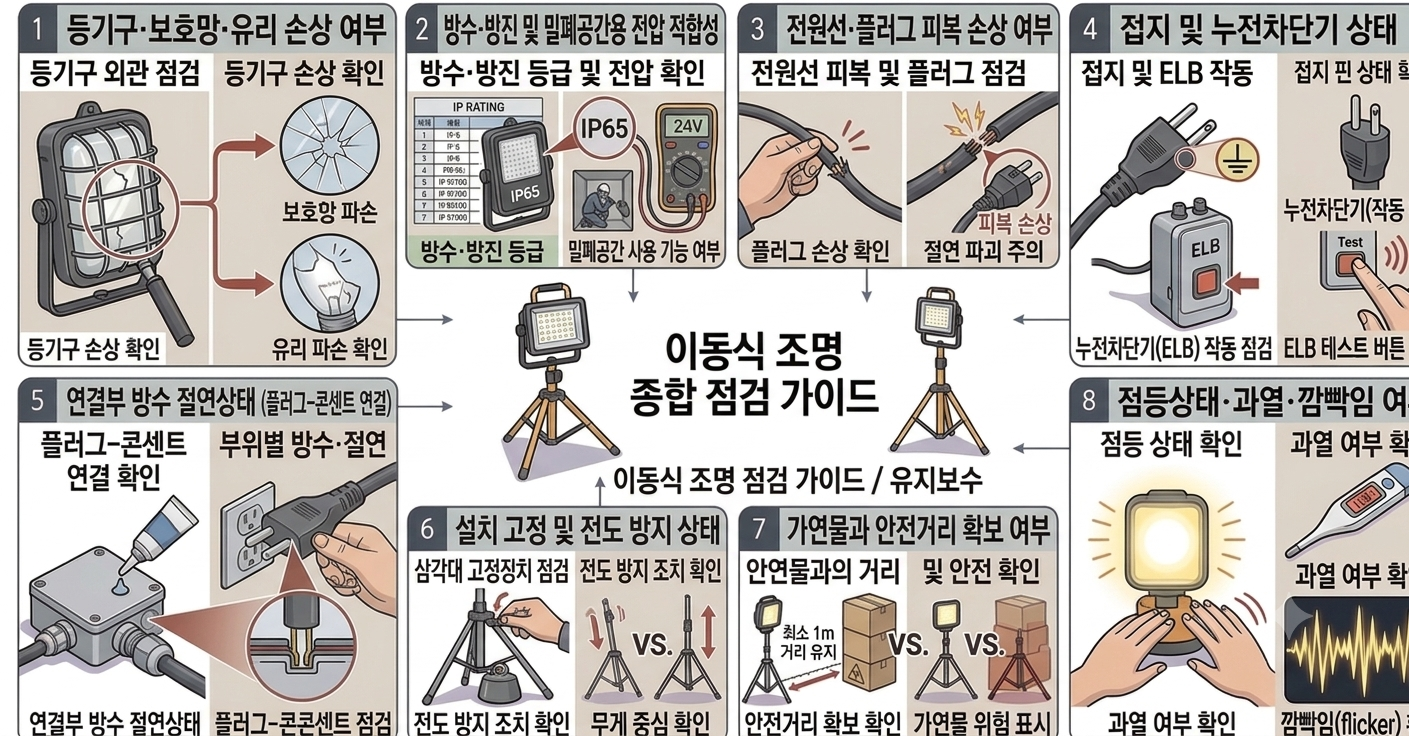 1 등기구·보호망·유리 손상 여부
등기구 외관 점검
등기구 손상 확인
보호망 파손
등기구 손상 확인
유리 파손 확인
2 방수·방진 및 밀폐공간용 전압 적합성
방수·방진 등급 및 전압 확인
IP RATING
1
2
3
4
5
6
7
7
IP65
IP65
24V
방수·방진 등급
밀폐공간 사용 기능 여부
3 전원선·플러그 피복 손상 여부
전원선 피복 및 플러그 점검
피복 손상
플러그 손상 확인
절연 파괴 주의
4 접지 및 누전차단기 상태
접지 및 ELB 작동
접지 핀 상태
ELB
누전차단기(작동
Test
누전차단기(ELB) 작동 점검
ELB 테스트 버튼
이동식 조명
종합 점검 가이드
이동식 조명 점검 가이드 / 유지보수
5 연결부 방수 절연상태 (플러그-콘센트 연결)
플러그-콘센트
연결 확인
부위별 방수·절연
연결부 방수 절연상태
플러그-콘콘센트 점검
6 설치 고정 및 전도 방지 상태
삼각대 고정징치 점검
전도 방지 조치 확인
VS.
전도 방지 조치 확인
무게 중심 확인
7 가연물과 안전거리 확보 여부
안연물과의 거리
및 안전 확인
최소 1m
거리 유지
VS.
VS.
안전거리 확보 확인
가연물 위험 표시
8 점등상태·과열·깜빡임
점등 상태 확인
과열 여부
과열 여부
과열 여부 확인
깜빡임(flicker)